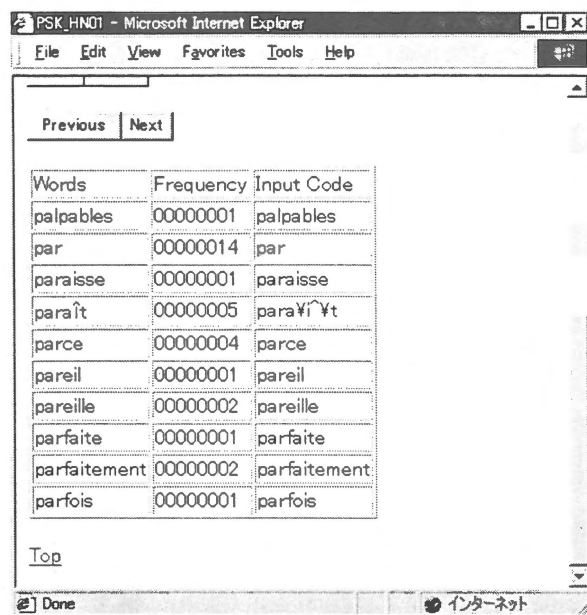 PSK_HN01 - Microsoft Internet Explorer
File Edit View Favorites Tools Help
Previous Next
Words Frequency Input Code
palpables 00000001 palpables
par 00000014 par
paraisse 00000001 paraisse
paraît 00000005 para¥i^¥t
parce 00000004 parce
pareil 00000001 pareil
pareille 00000002 pareille
parfaite 00000001 parfaite
parfaitement 00000002 parfaitement
parfois 00000001 parfois
Top
Done インターネット